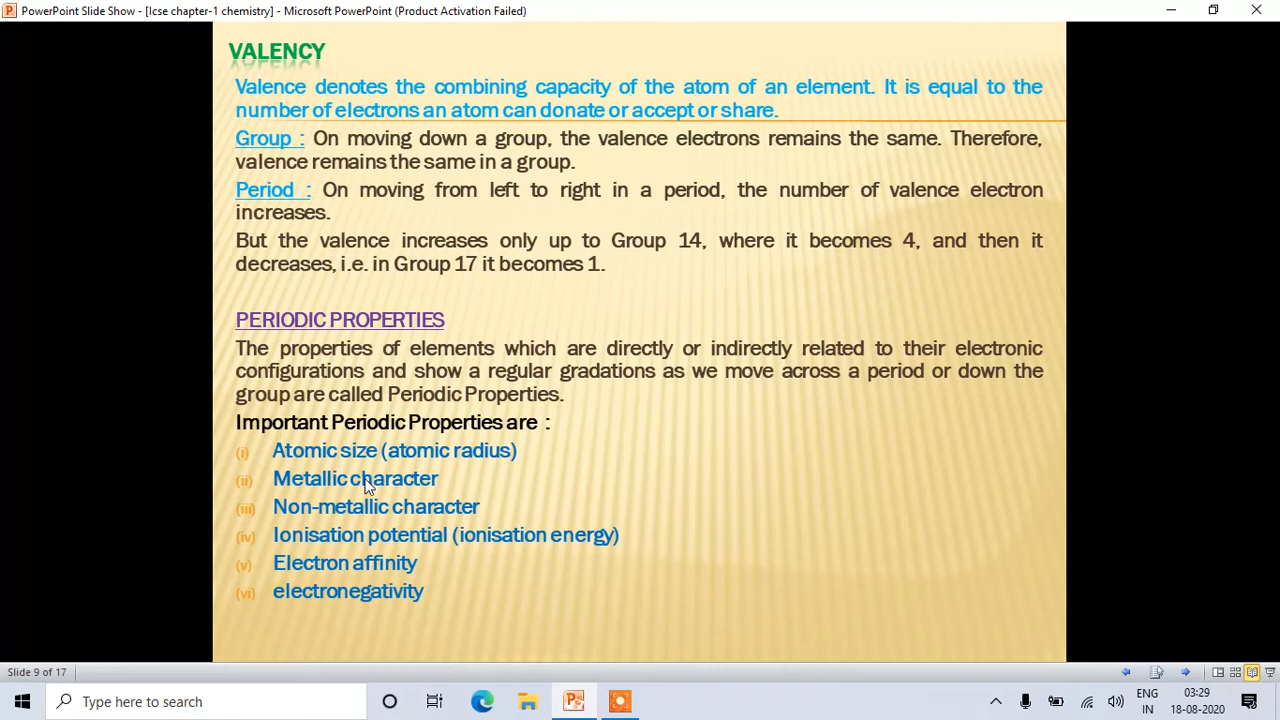 PowerPoint Slide Show - [Icse chapter-1 chemistry] - Microsoft PowerPoint (Product Activation Failed)
VALENCY
Valence denotes the combining capacity of the atom of an element. It is equal to the
number of electrons an atom can donate or accept or share.
Group : On moving down a group, the valence electrons remains the same. Therefore,
valence remains the same in a group.
Period : On moving from left to right in a period, the number of valence electron
increases.
But the valence increases only up to Group 14, where it becomes 4, and then it
decreases, i.e. in Group 17 it becomes 1.
PERIODIC PROPERTIES
The properties of elements which are directly or indirectly related to their electronic
configurations and show a regular gradations as we move across a period or down the
group are called Periodic Properties.
Important Periodic Properties are :
(i) Atomic size (atomic radius)
(ii) Metallic character
(iii) Non-metallic character
(iv) Ionisation potential (ionisation energy)
(v) Electron affinity
(vi) electronegativity
Slide 9 of 17
Type here to search
ENG
IN
03:29
18-08-2020